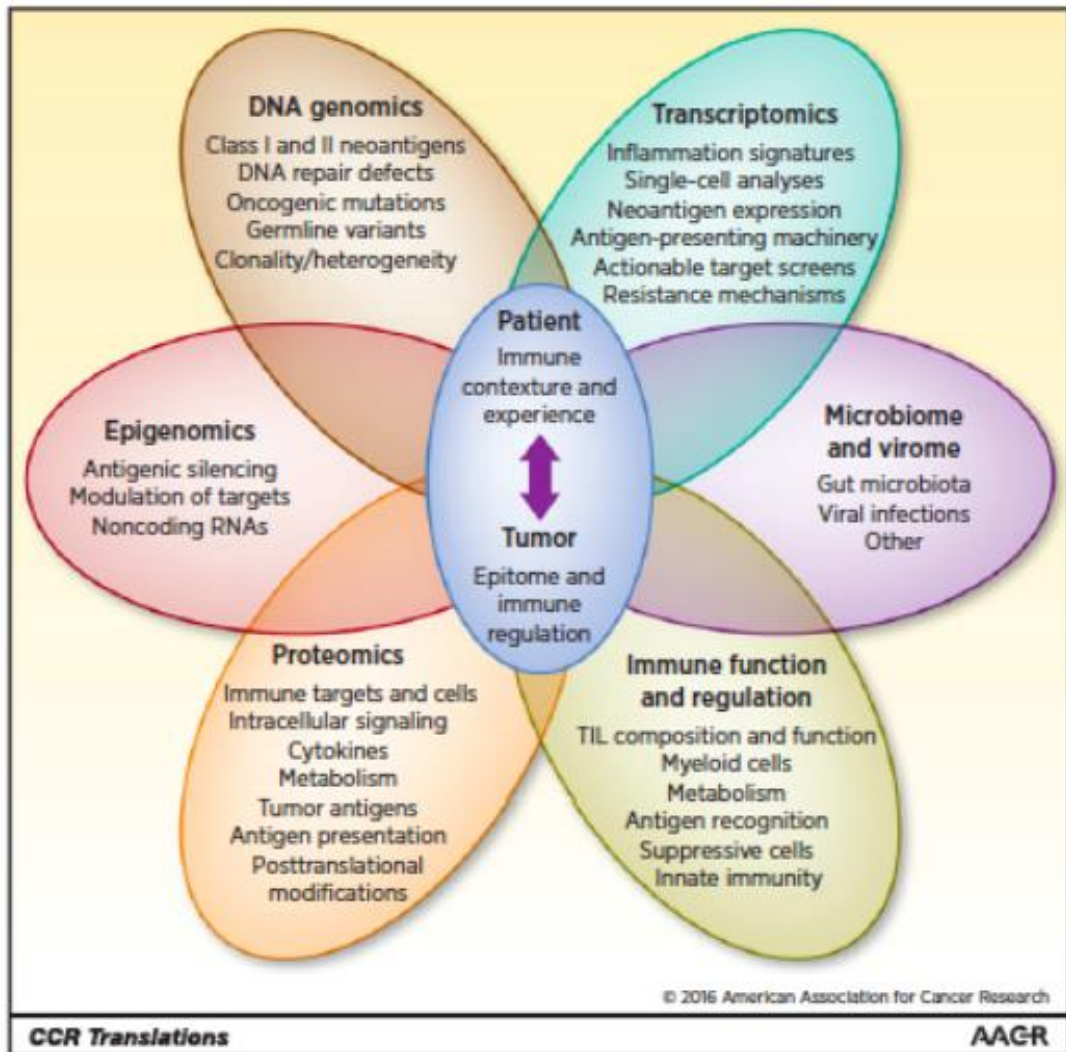 DNA genomics
Class I and II neoantigens
DNA repair defects
Oncogenic mutations
Germline variants
Clonality/heterogeneity
Transcriptomics
Inflammation signatures
Single-cell analyses
Neoantigen expression
Antigen-presenting machinery
Actionable target screens
Resistance mechanisms
Patient
Immune
contexture and
experience
Tumor
Epitome and
immune
regulation
Epigenomics
Antigenic silencing
Modulation of targets
Noncoding RNAs
Microbiome
and virome
Gut microbiota
Viral infections
Other
Proteomics
Immune targets and cells
Intracellular signaling
Cytokines
Metabolism
Tumor antigens
Antigen presentation
Posttranslational
modifications
Immune function
and regulation
TIL composition and function
Myeloid cells
Metabolism
Antigen recognition
Suppressive cells
Innate immunity
© 2016 American Association for Cancer Research
CCR Translations
AACR